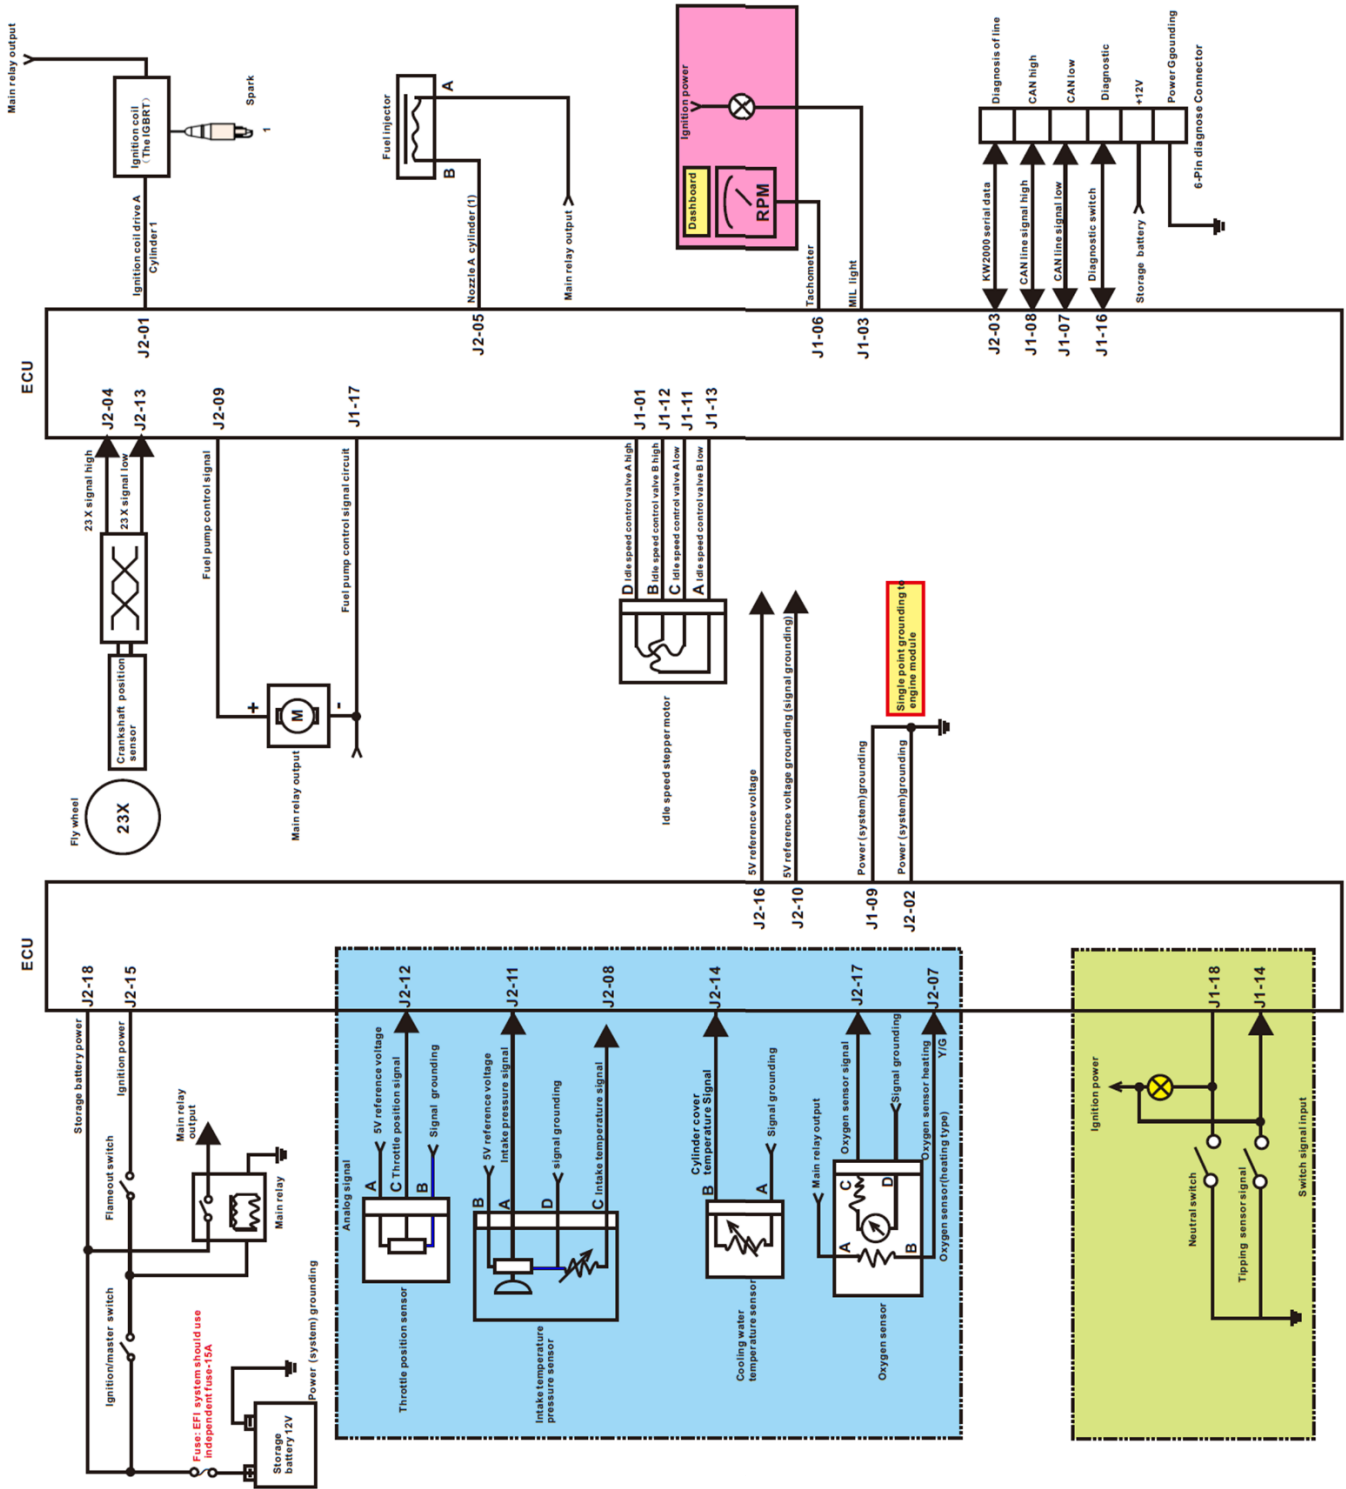 Main relay output
Ignition coil
(The IGBRT)
Spark
1
Ignition coil drive A
Cylinder 1
J2-01
Fuel injector
A
B
Nozzle A cylinder (1)
Main relay output
J2-05
Ignition power
Dashboard
RPM
Tachometer
MIL light
J1-06
J1-03
Diagnosis of line
CAN high
CAN low
Diagnostic
+12V
Power Ggounding
6-Pin diagnose Connector
KW2000 serial data
CAN line signal high
CAN line signal low
Diagnostic switch
Storage battery
J2-03
J1-08
J1-07
J1-16
ECU
J2-04
J2-13
J2-09
J1-17
J1-01
J1-12
J1-11
J1-13
23 X signal high
23 X signal low
Crankshaft position
sensor
Fly wheel
23X
Fuel pump control signal
Fuel pump control signal circuit
+
M
-
Main relay output
D Idle speed control valve A high
B Idle speed control valve B high
C Idle speed control valve A low
A Idle speed control valve B low
Idle speed stepper motor
5V reference voltage
5V reference voltage grounding (signal grounding)
Power (system)grounding
Power (system)grounding
Single point grounding to
engine module
J2-16
J2-10
J1-09
J2-02
ECU
J2-18
J2-15
J2-12
J2-11
J2-08
J2-14
J2-17
J2-07
J1-18
J1-14
Storage battery power
Ignition power
Flameout switch
Main relay
output
Main relay
Ignition/master switch
Fuse: EFI system should use
independent fuse-15A
Storage
battery 12V
Power (system) grounding
Analog signal
A
5V reference voltage
C Throttle position signal
B
Signal grounding
Throttle position sensor
B
5V reference voltage
A
Intake pressure signal
D
signal grounding
C Intake temperature signal
Intake temperature
pressure sensor
Cylinder cover
temperature Signal
B
A
Signal grounding
Cooling water
temperature sensor
Main relay output
Oxygen sensor signal
Signal grounding
Oxygen sensor heating
Y/G
C
D
A
B
Oxygen sensor(heating type)
Oxygen sensor
Ignition power
Neutral switch
Tipping sensor signal
Switch signal input